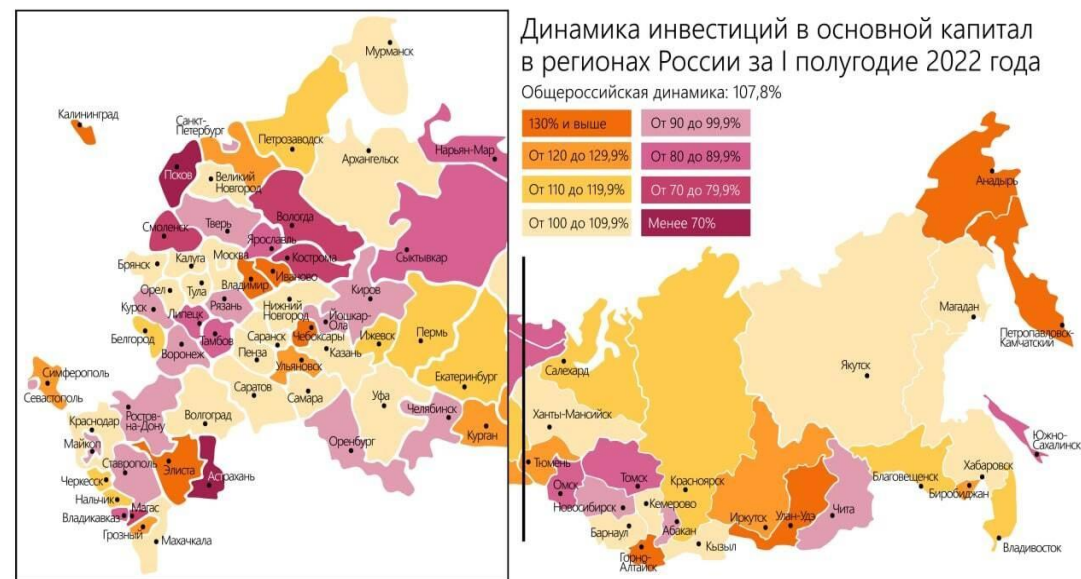 Динамика инвестиций в основной капитал
в регионах России за I полугодие 2022 года
Общероссийская динамика: 107,8%
130% и выше
От 90 до 99,9%
От 120 до 129,9%
От 80 до 89,9%
От 110 до 119,9%
От 70 до 79,9%
От 100 до 109,9%
Менее 70%
Мурманск
Калининград
Санкт-
Петербург
Петрозаводск
Нарьян-Мар
Архангельск
Псков
Великий
Новгород
Вологда
Тверь
Смоленск
Ярославль
Сыктывкар
Москва
Кострома
Брянск
Калуга
Иваново
Владимир
Орел
Тула
Рязань
Киров
Нижний
Новгород
Курск
Йошкар-
Ола
Липецк
Чебоксары
Пермь
Белгород
Тамбов
Саранск
Ижевск
Воронеж
Пенза
Казань
Ульяновск
Симферополь
Севастополь
Саратов
Самара
Уфа
Екатеринбург
Челябинск
Ростов-
на-Дону
Волгоград
Краснодар
Оренбург
Курган
Майкоп
Ставрополь
Элиста
Астрахань
Черкесск
Нальчик
Магас
Владикавказ
Грозный
Махачкала
Анадырь
Магадан
Петропавловск-
Камчатский
Салехард
Якутск
Ханты-Мансийск
Южно-
Сахалинск
Тюмень
Томск
Красноярск
Благовещенск
Хабаровск
Омск
Биробиджан
Новосибирск
Кемерово
Иркутск
Улан-Удэ
Чита
Барнаул
Абакан
Кызыл
Владивосток
Горно-
Алтайск